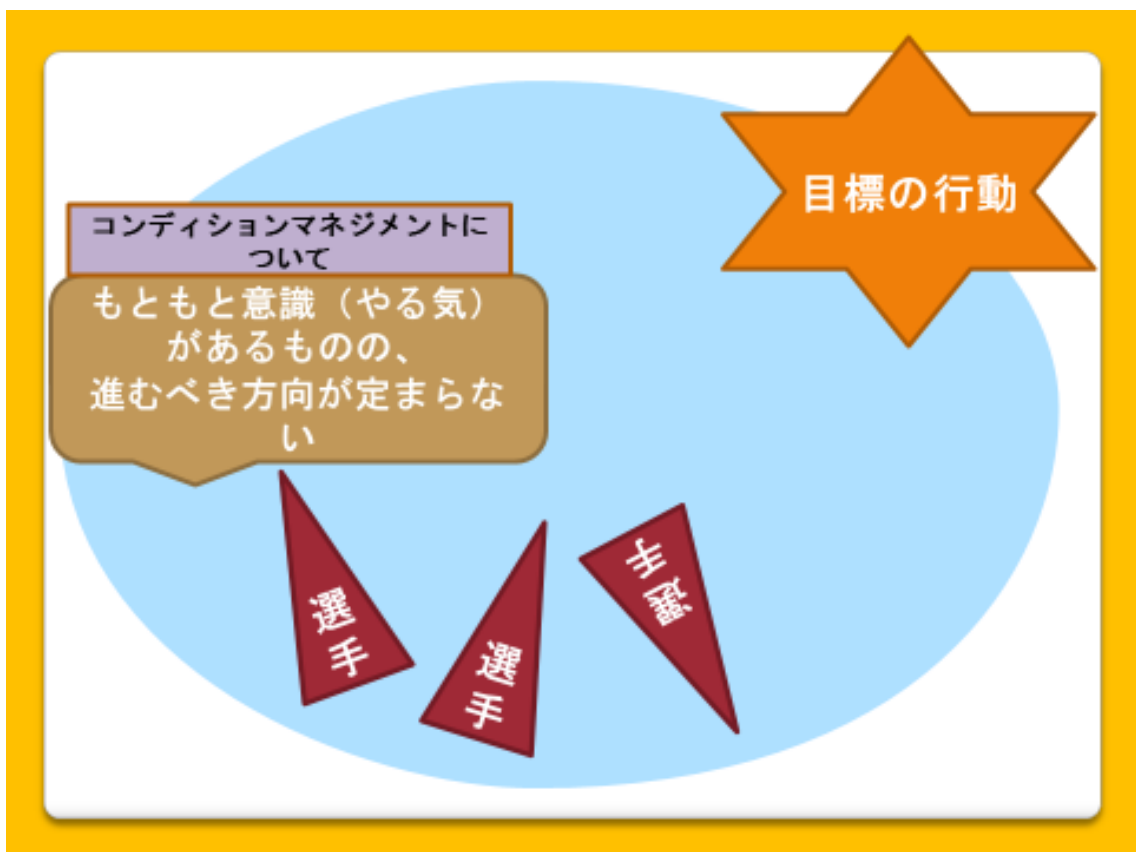 目標の行動
コンディションマネジメントに
ついて
もともと意識（やる気）
があるものの、
進むべき方向が定まらな
い
選
手
選
手
選
手